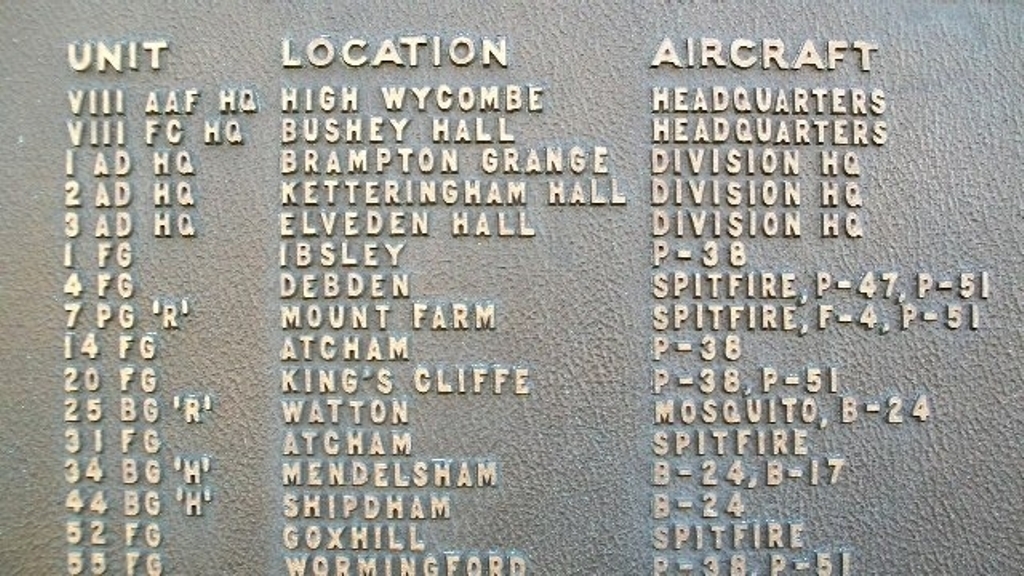 UNIT LOCATION AIRCRAFT
VIII AAF HQ HIGH WYCOMBE HEADQUARTERS
VIII FC HQ BUSHEY HALL HEADQUARTERS
1 AD HQ BRAMPTON GRANGE DIVISION HQ
2 AD HQ KETTERINGHAM HALL DIVISION HQ
3 AD HQ ELVEDEN HALL DIVISION HQ
1 FG IBSLEY P-38
4 FG DEBDEN SPITFIRE, P-47, P-51
7 PG 'R' MOUNT FARM SPITFIRE, F-4, P-51
14 FG ATCHAM P-38
20 FG KING'S CLIFFE P-38, P-51
25 BG 'R' WATTON MOSQUITO, B-24
31 FG ATCHAM SPITFIRE
34 BG 'H' MENDELSHAM B-24, B-17
44 BG 'H' SHIPDHAM B-24
52 FG GOXHILL SPITFIRE
55 FG WORMINGFORD P-38, P-51